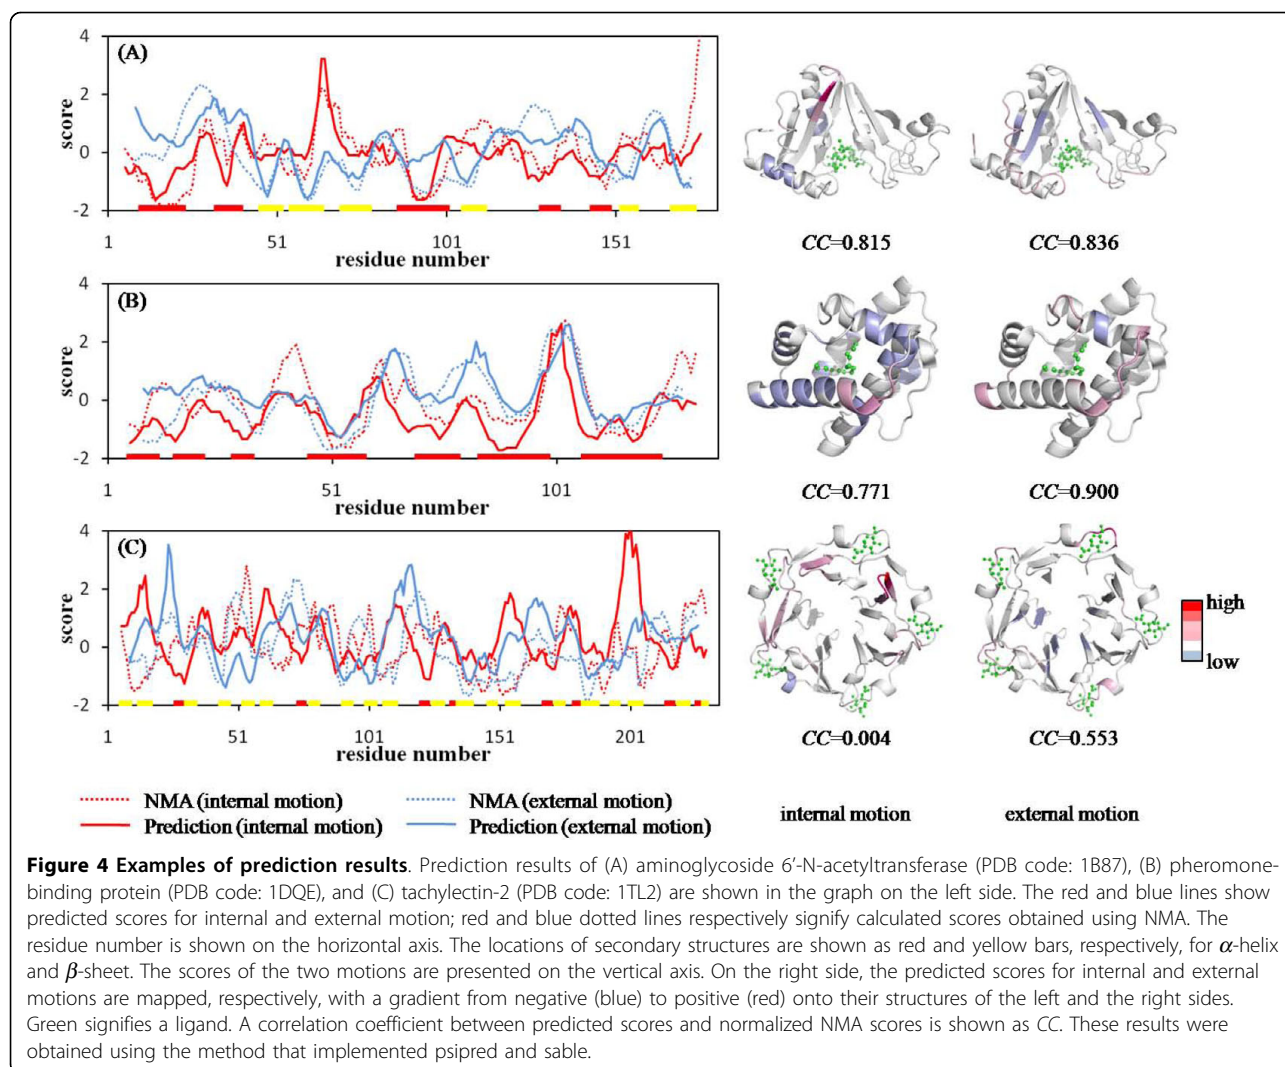 (A)
4
2
0
-2
score
1
51
101
151
residue number
CC=0.815
CC=0.836
(B)
4
2
0
-2
score
1
51
101
residue number
CC=0.771
CC=0.900
(C)
4
2
0
-2
score
1
51
101
151
201
residue number
CC=0.004
CC=0.553
high
low
NMA (internal motion)
NMA (external motion)
Prediction (internal motion)
Prediction (external motion)
internal motion
external motion
Figure 4 Examples of prediction results. Prediction results of (A) aminoglycoside 6′-N-acetyltransferase (PDB code: 1B87), (B) pheromone-
binding protein (PDB code: 1DQE), and (C) tachylectin-2 (PDB code: 1TL2) are shown in the graph on the left side. The red and blue lines show
predicted scores for internal and external motion; red and blue dotted lines respectively signify calculated scores obtained using NMA. The
residue number is shown on the horizontal axis. The locations of secondary structures are shown as red and yellow bars, respectively, for α-helix
and β-sheet. The scores of the two motions are presented on the vertical axis. On the right side, the predicted scores for internal and external
motions are mapped, respectively, with a gradient from negative (blue) to positive (red) onto their structures of the left and the right sides.
Green signifies a ligand. A correlation coefficient between predicted scores and normalized NMA scores is shown as CC. These results were
obtained using the method that implemented psipred and sable.